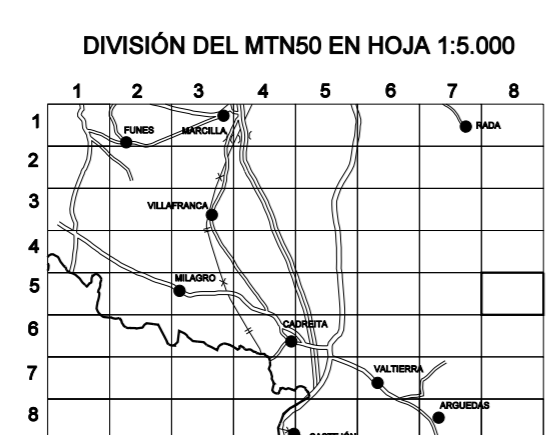 DIVISIÓN DEL MTN50 EN HOJA 1:5.000
1 2 3 4 5 6 7 8
1
FUNES
MARCILLA
RADA
2
3
VILLAFRANCA
4
5
MILAGRO
6
CADREITA
7
VALTIERRA
8
ARGUEDAS